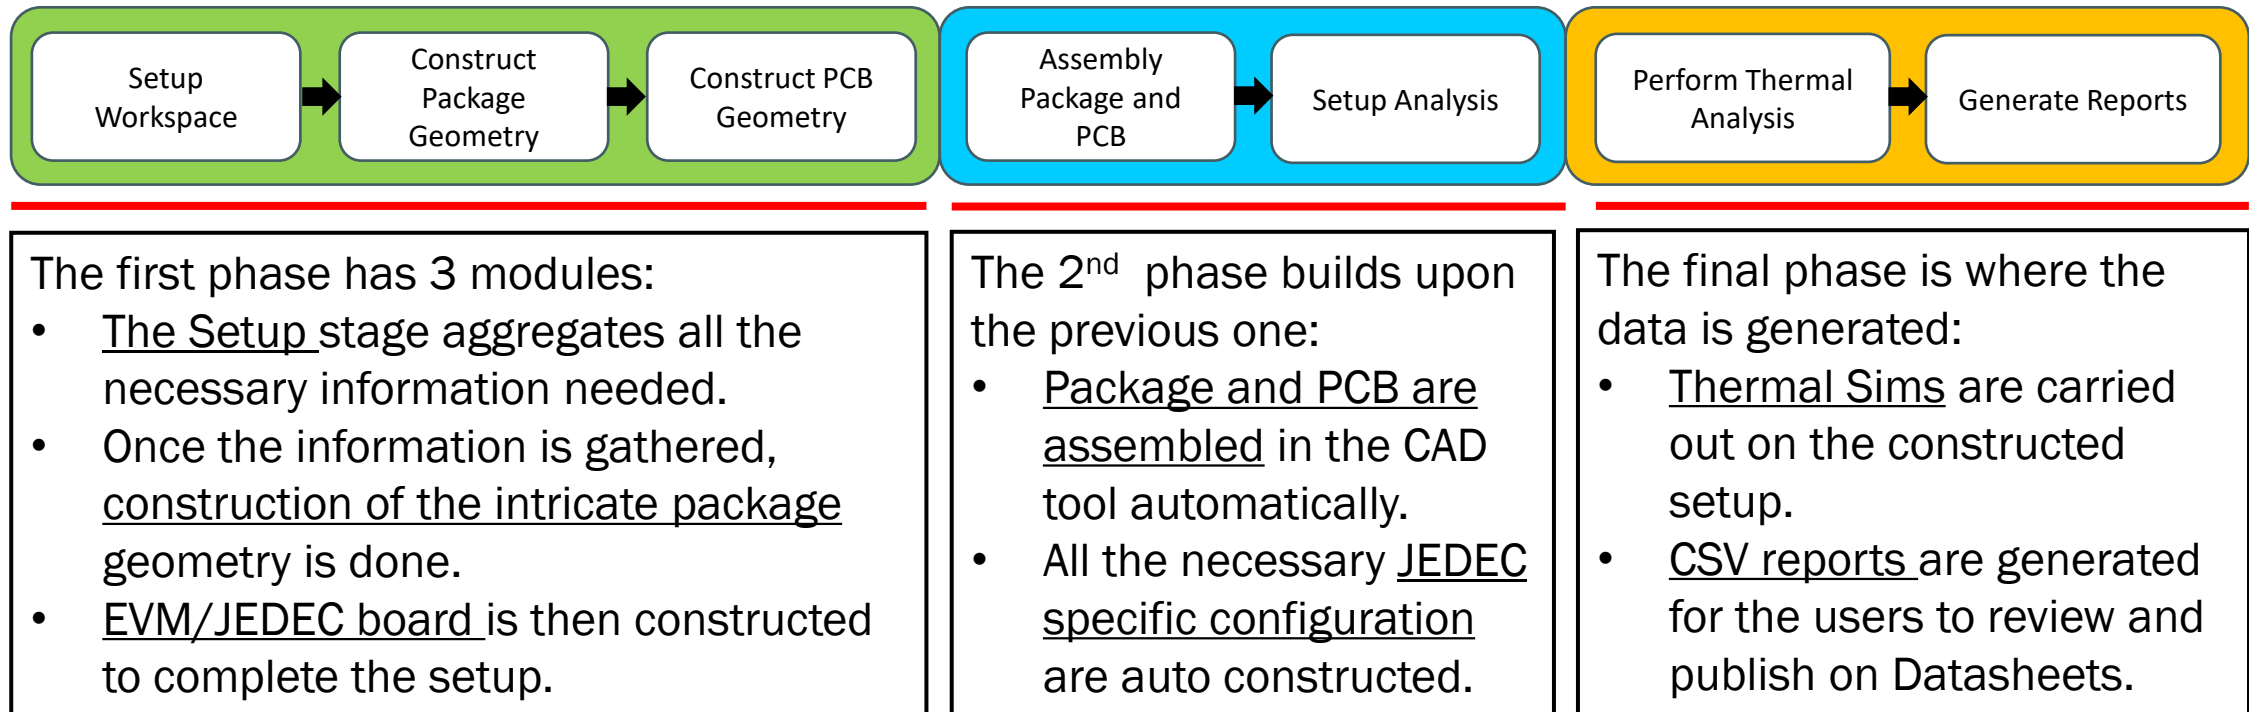 Setup
Workspace
Construct
Package
Geometry
Construct PCB
Geometry
Assembly
Package and
PCB
Setup Analysis
Perform Thermal
Analysis
Generate Reports
The first phase has 3 modules:
• The Setup stage aggregates all the
necessary information needed.
• Once the information is gathered,
construction of the intricate package
geometry is done.
• EVM/JEDEC board is then constructed
to complete the setup.
The 2nd phase builds upon
the previous one:
• Package and PCB are
assembled in the CAD
tool automatically.
• All the necessary JEDEC
specific configuration
are auto constructed.
The final phase is where the
data is generated:
• Thermal Sims are carried
out on the constructed
setup.
• CSV reports are generated
for the users to review and
publish on Datasheets.